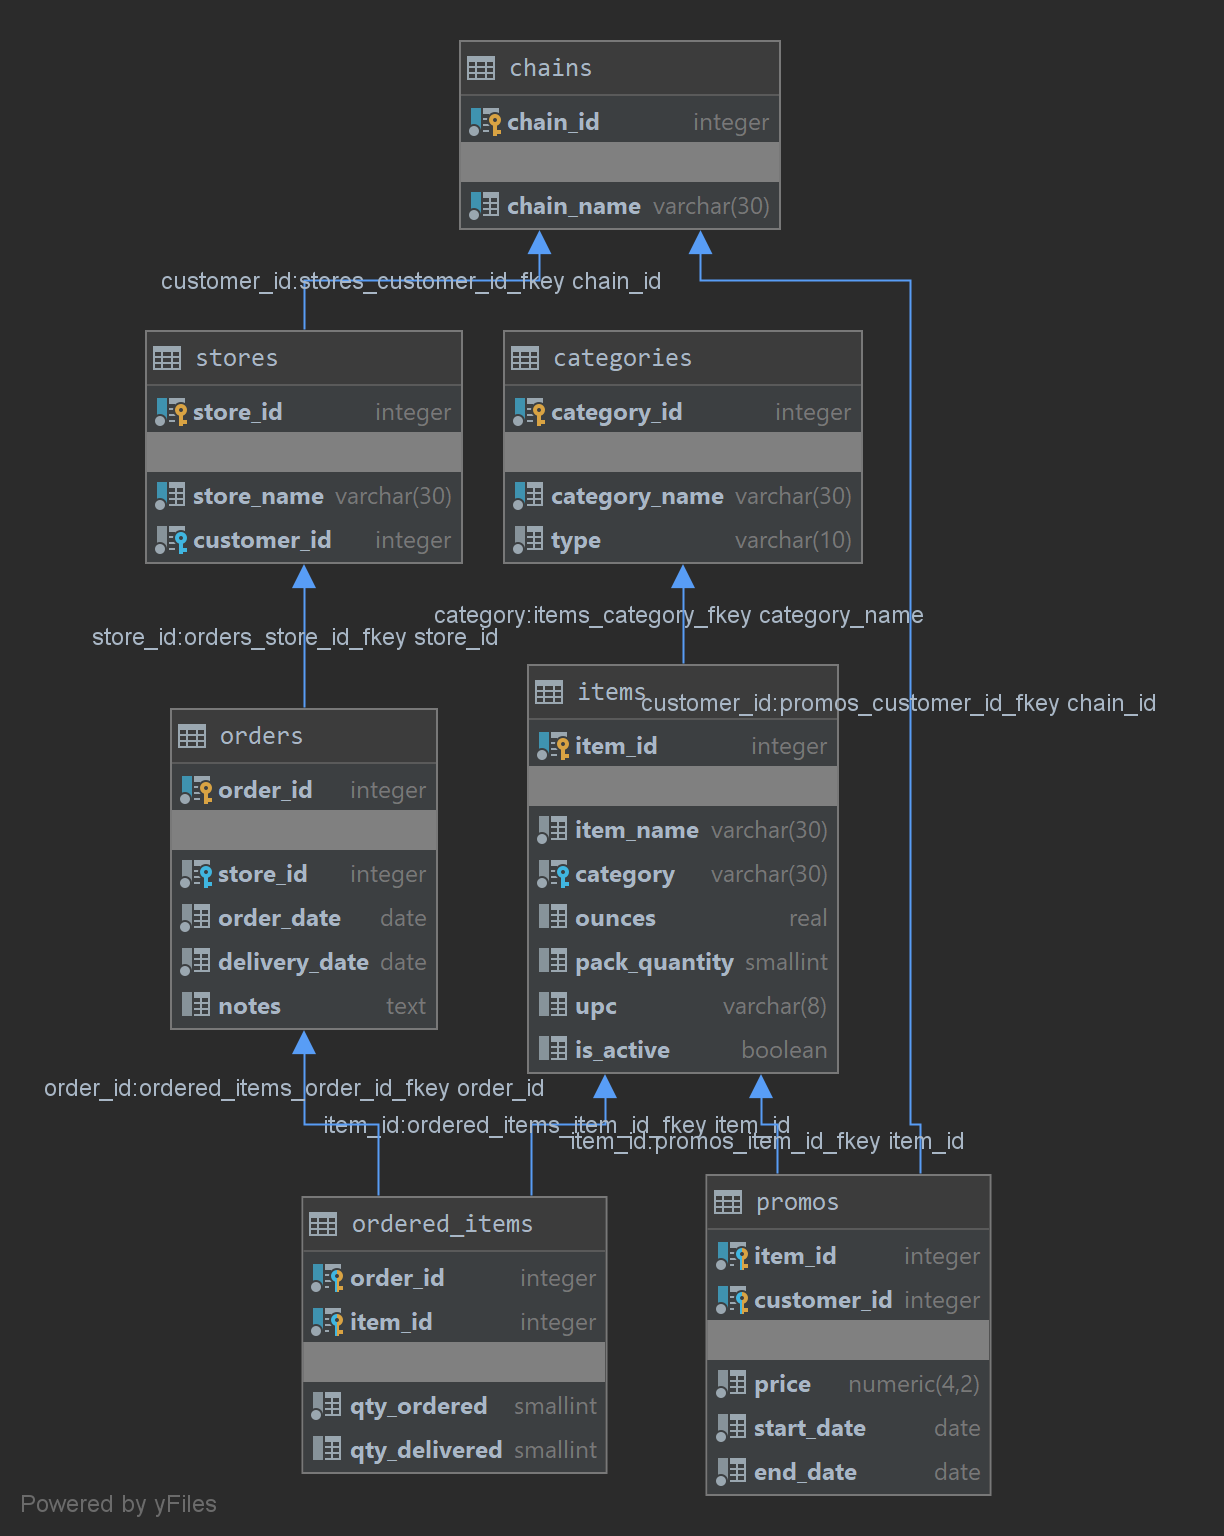 chains
chain_id integer
chain_name varchar(30)
customer_id:stores_customer_id_fkey chain_id
stores
store_id integer
store_name varchar(30)
customer_id integer
categories
category_id integer
category_name varchar(30)
type varchar(10)
store_id:orders_store_id_fkey store_id
category:items_category_fkey category_name
customer_id:promos_customer_id_fkey chain_id
orders
order_id integer
store_id integer
order_date date
delivery_date date
notes text
items
item_id integer
item_name varchar(30)
category varchar(30)
ounces real
pack_quantity smallint
upc varchar(8)
is_active boolean
order_id:ordered_items_order_id_fkey order_id
item_id:ordered_items_item_id_fkey item_id
item_id:promos_item_id_fkey item_id
ordered_items
order_id integer
item_id integer
qty_ordered smallint
qty_delivered smallint
promos
item_id integer
customer_id integer
price numeric(4,2)
start_date date
end_date date
Powered by yFiles